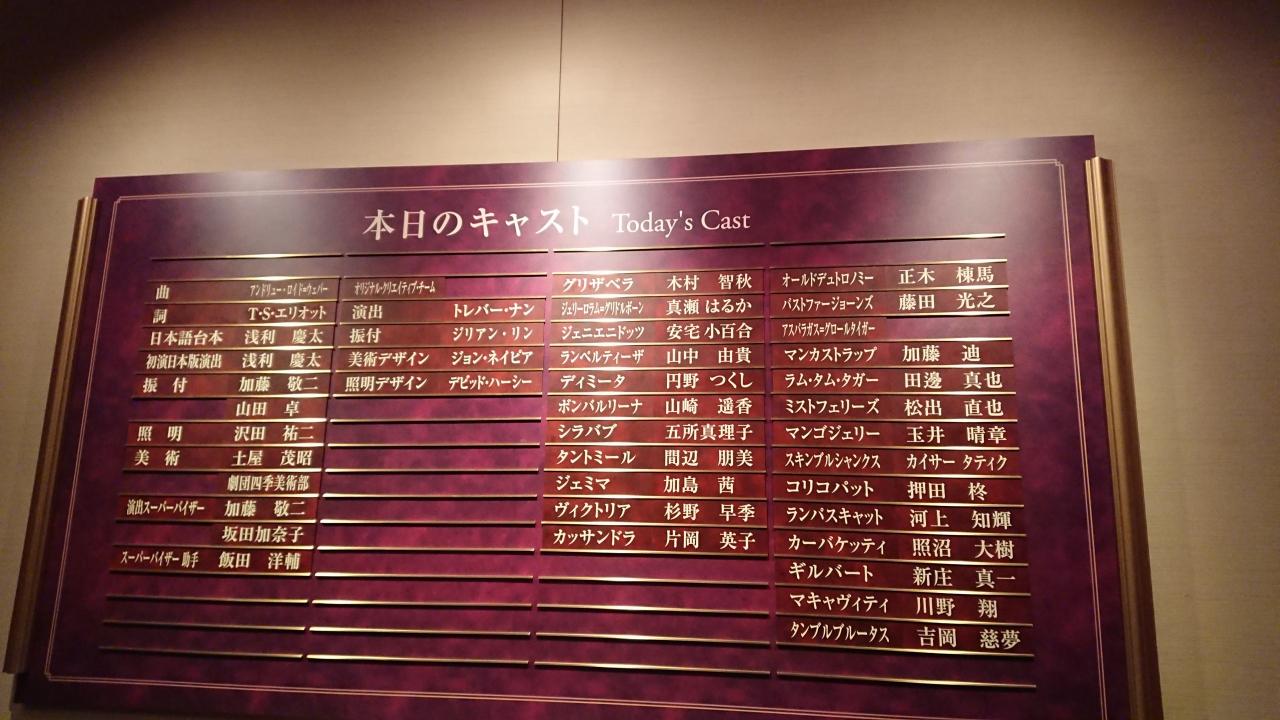 本日のキャスト Today's Cast
曲 アンドリュー・ロイド=ウェバー
詞 T・S・エリオット
日本語台本 浅利 慶太
初演日本版演出 浅利 慶太
振付 加藤 敬二
山田 卓
照明 沢田 祐二
美術 土屋 茂昭
劇団四季美術部
演出スーパーバイザー 加藤 敬二
坂田加奈子
スーパーバイザー助手 飯田 洋輔
オリジナル・クリエイティブ・チーム
演出 トレバー・ナン
振付 ジリアン・リン
美術デザイン ジョン・ネイピア
照明デザイン デビッド・ハーシー
グリザベラ 木村 智秋
ジェリーロラム=グリドルボーン 真瀬 はるか
ジェニエニドッツ 安宅 小百合
ランペルティーザ 山中 由貴
ディミータ 円野 つくし
ボンバルリーナ 山崎 遥香
シラバブ 五所真理子
タントミール 間辺 朋美
ジェミマ 加島 茜
ヴィクトリア 杉野 早季
カッサンドラ 片岡 英子
オールドデュトロノミー 正木 棟馬
バストファージョーンズ 藤田 光之
アスパラガス=グロールタイガー
マンカストラップ 加藤 迪
ラム・タム・タガー 田邊 真也
ミストフェリーズ 松出 直也
マンゴジェリー 玉井 晴章
スキンブルシャンクス カイサー タティク
コリコパット 押田 柊
ランパスキャット 河上 知輝
カーバケッティ 照沼 大樹
ギルバート 新庄 真一
マキャヴィティ 川野 翔
タンブルブルータス 吉岡 慈夢